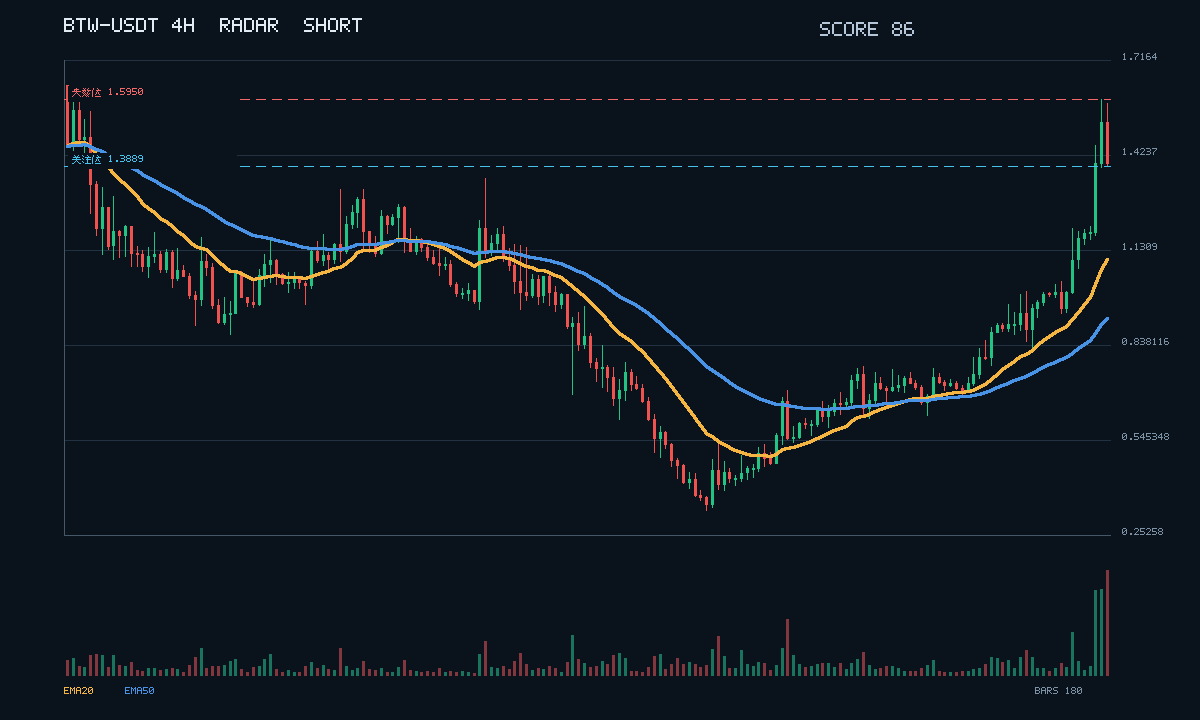 BTW-USDT 4H RADAR SHORT
SCORE 86
1.7164
失效位 1.5950
1.4237
关注位 1.3889
1.1309
0.838116
0.545348
0.25258
EMA20 EMA50
BARS 180